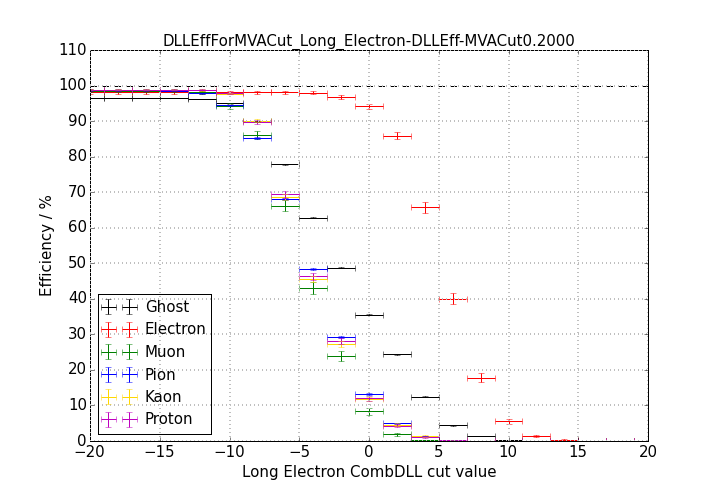 DLLEffForMVACut_Long_Electron-DLLEff-MVACut0.2000
110
100
90
80
70
60
50
40
30
20
10
0
Efficiency / %
Ghost
Electron
Muon
Pion
Kaon
Proton
−20 −15 −10 −5 0 5 10 15 20
Long Electron CombDLL cut value